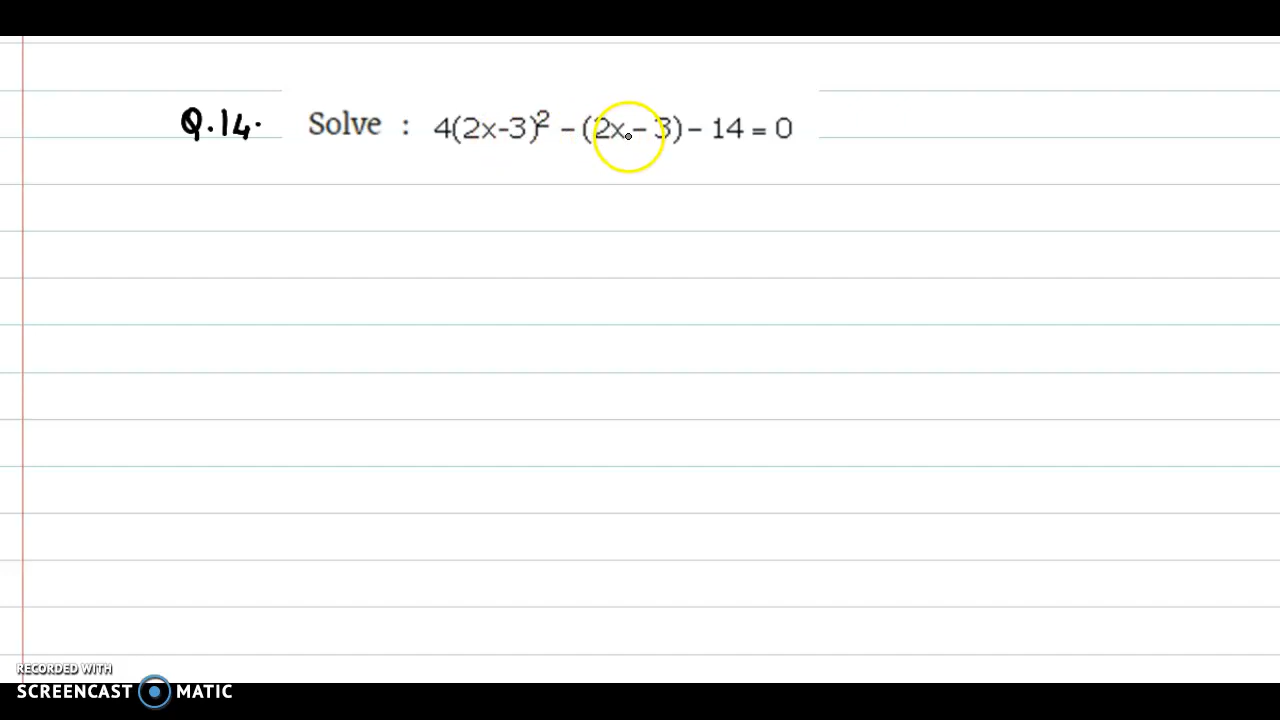 Q.14. Solve : 4(2x-3)² – (2x – 3) – 14 = 0
RECORDED WITH
SCREENCAST MATIC